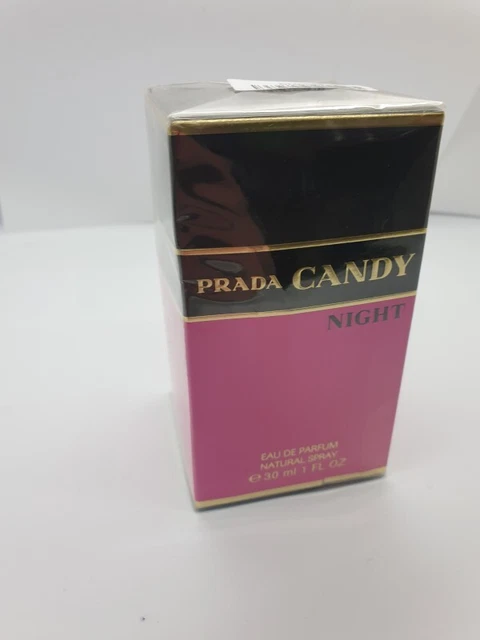 PRADA CANDY
NIGHT
EAU DE PARFUM
NATURAL SPRAY
℮ 30 ml 1 FL OZ